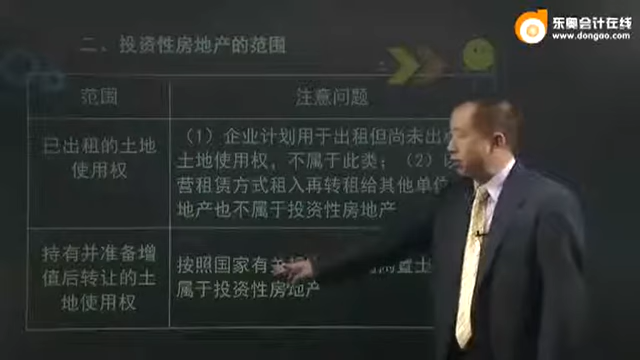 东奥会计在线
www.dongao.com
二、投资性房地产的范围
范围
注意问题
已出租的土地
使用权
（1）企业计划用于出租但尚未出
土地使用权，不属于此类；（2）
营租赁方式租入再转租给其他单
地产也不属于投资性房地产
持有并准备增
值后转让的土
地使用权
按照国家有
置土
属于投资性房地产